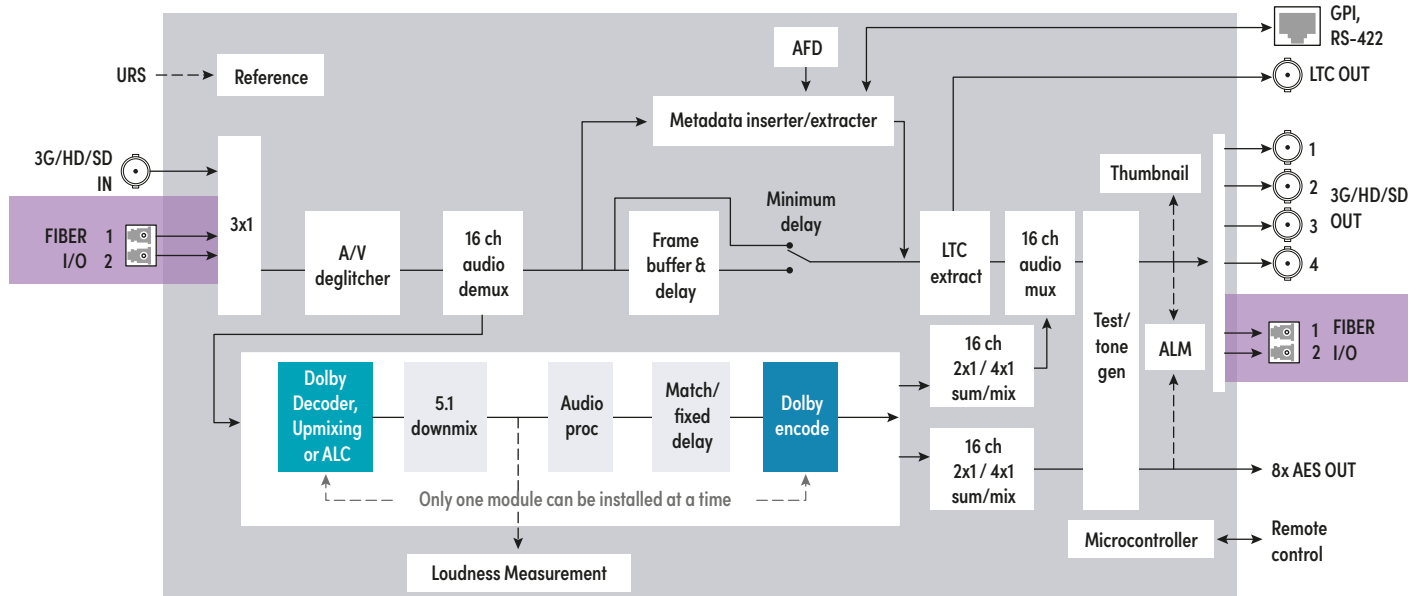 GPI,
RS-422
AFD
URS
Reference
LTC OUT
Metadata inserter/extracter
3G/HD/SD
IN
1
Thumbnail
2
3G/HD/SD
OUT
3
4
Minimum
delay
3x1
FIBER 1
I/O 2
A/V
deglitcher
16 ch
audio
demux
Frame
buffer &
delay
LTC
extract
16 ch
audio
mux
Test/
tone
gen
ALM
1 FIBER
2 I/O
16 ch
2x1 / 4x1
sum/mix
Dolby
Decoder,
Upmixing
or ALC
5.1
downmix
Audio
proc
Match/
fixed
delay
Dolby
encode
16 ch
2x1 / 4x1
sum/mix
8x AES OUT
Only one module can be installed at a time
Microcontroller
Remote
control
Loudness Measurement